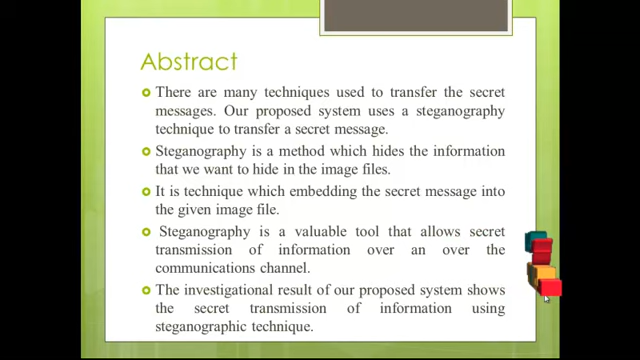 Abstract
There are many techniques used to transfer the secret
messages. Our proposed system uses a steganography
technique to transfer a secret message.
Steganography is a method which hides the information
that we want to hide in the image files.
It is technique which embedding the secret message into
the given image file.
Steganography is a valuable tool that allows secret
transmission of information over an over the
communications channel.
The investigational result of our proposed system shows
the secret transmission of information using
steganographic technique.